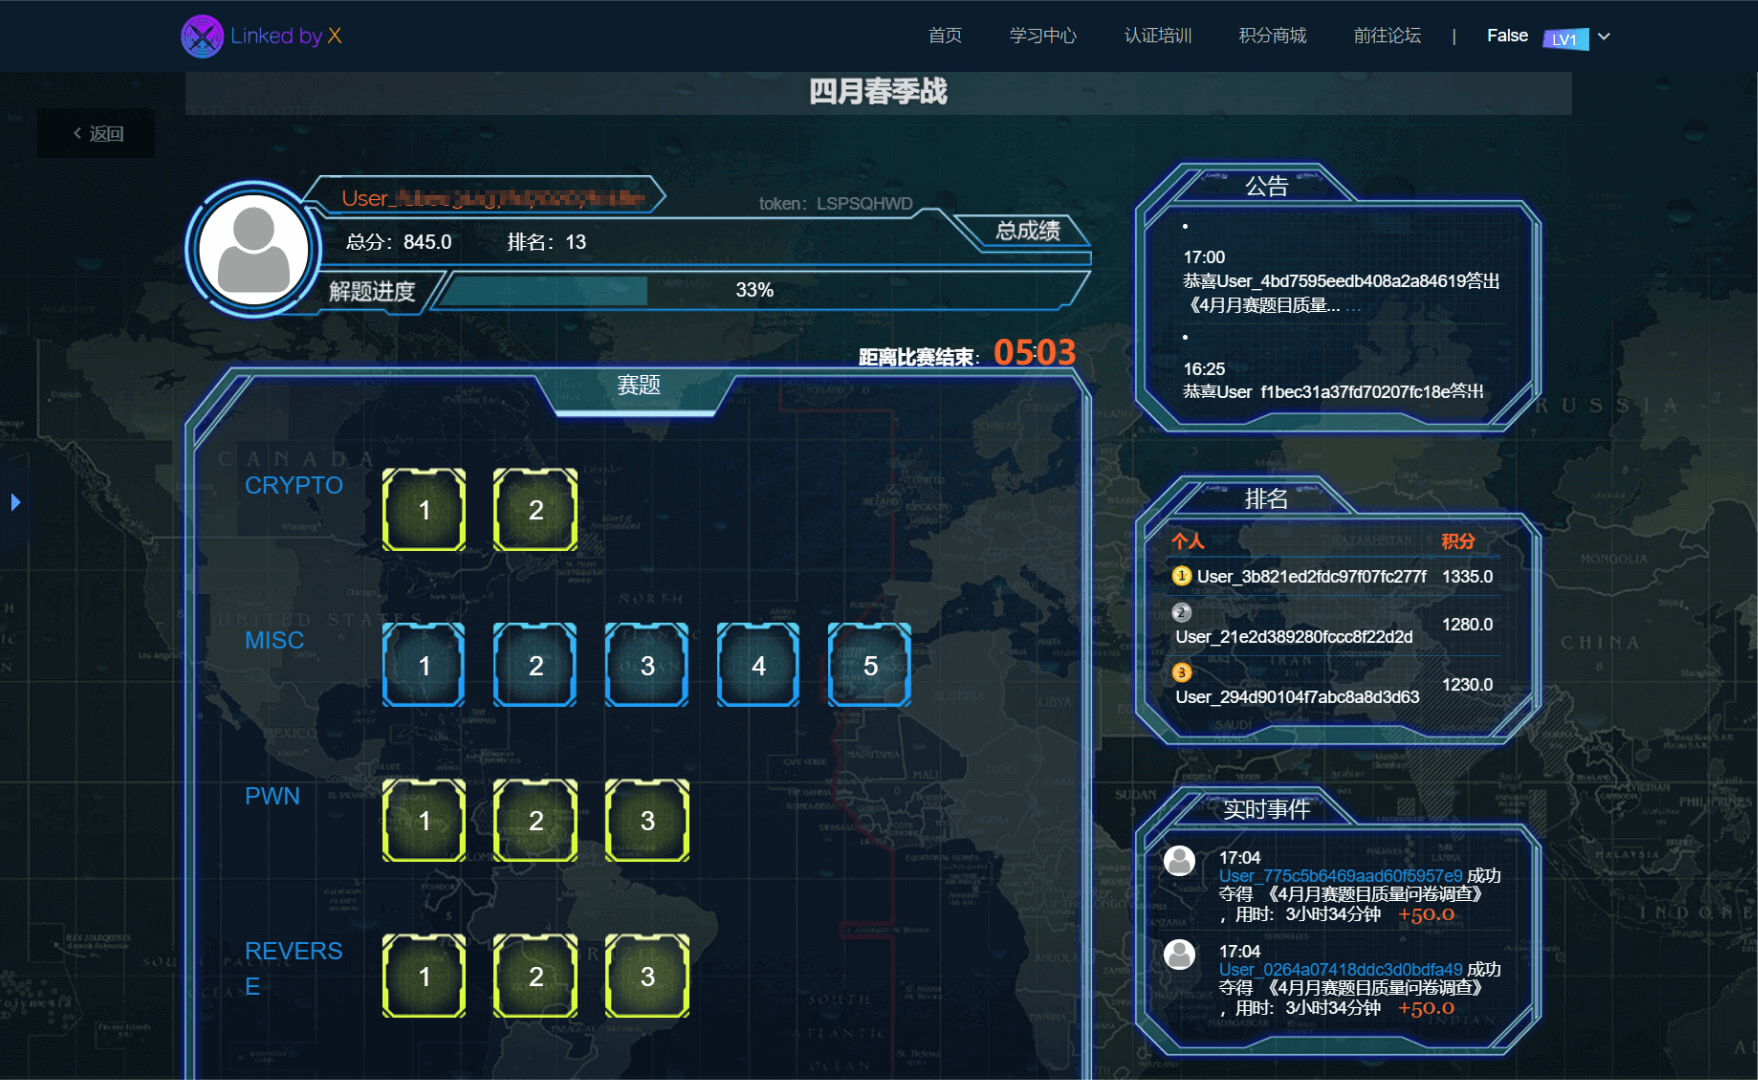 Linked by X
首页
学习中心
认证培训
积分商城
前往论坛
|
False
LV1
四月春季战
返回
User_
token: LSPSQHWD
总成绩
总分: 845.0
排名: 13
解题进度
33%
距离比赛结束: 0503
赛题
CRYPTO
1
2
MISC
1
2
3
4
5
PWN
1
2
3
REVERS
E
1
2
3
公告
17:00
恭喜User_4bd7595eedb408a2a84619答出
《4月月赛题目质量... ...
16:25
恭喜User_f1bec31a37fd70207fc18e答出
排名
个人 积分
1 User_3b821ed2fdc97f07fc277f 1335.0
2
User_21e2d389280fccc8f22d2d 1280.0
3
User_294d90104f7abc8a8d3d63 1230.0
实时事件
17:04
User_775c5b6469aad60f5957e9 成功
夺得 《4月月赛题目质量问卷调查》
，用时: 3小时34分钟 +50.0
17:04
User_0264a07418ddc3d0bdfa49 成功
夺得 《4月月赛题目质量问卷调查》
，用时: 3小时34分钟 +50.0
CANADA
UNITED STATES
MEXICO
NORTH
RUSSIA
MONGOLIA
CHINA
SOUTH
ATLANTIC
OCEAN